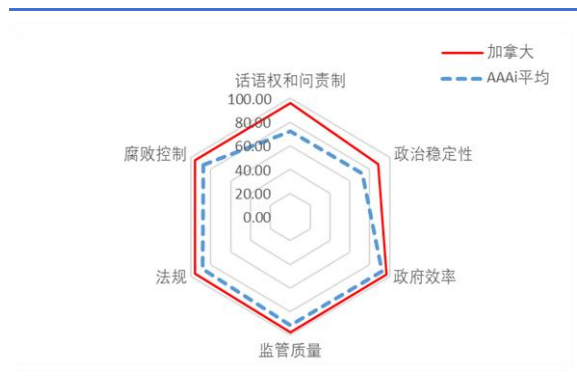 加拿大
AAAi平均
话语权和问责制
100.00
80.00
60.00
40.00
20.00
0.00
政治稳定性
政府效率
监管质量
法规
腐败控制